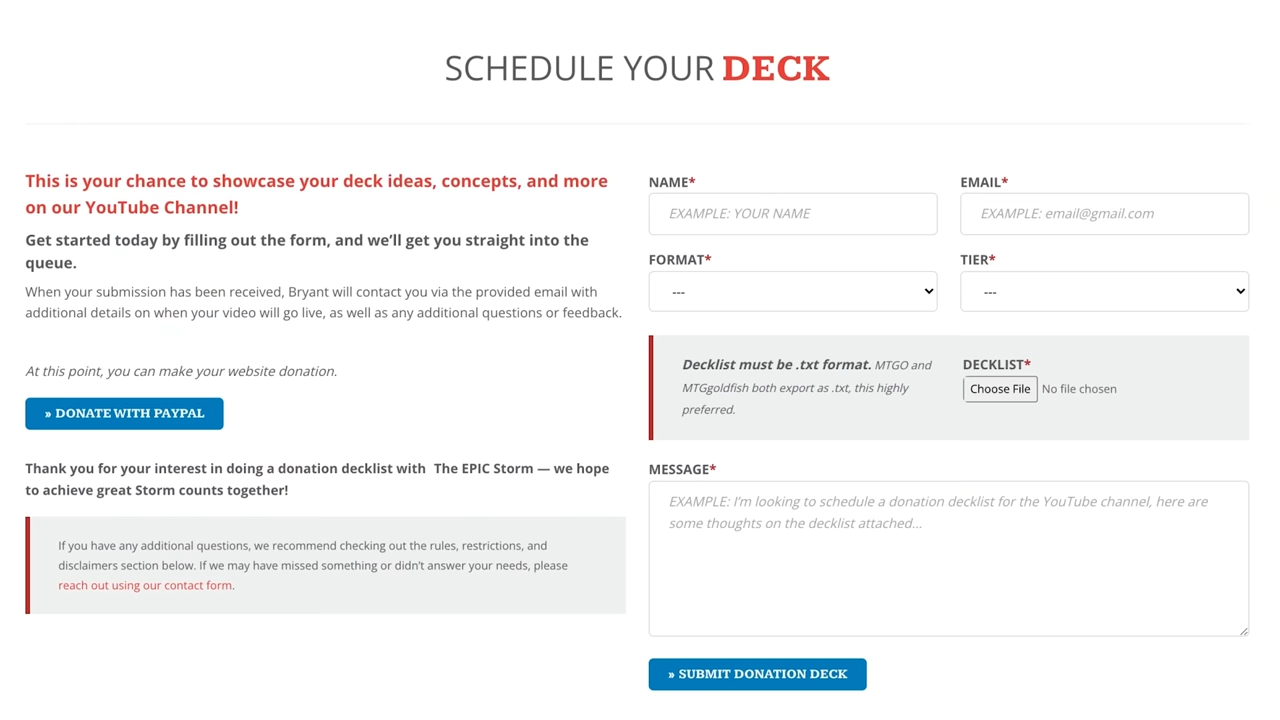 SCHEDULE YOUR DECK
This is your chance to showcase your deck ideas, concepts, and more
on our YouTube Channel!
Get started today by filling out the form, and we’ll get you straight into the
queue.
When your submission has been received, Bryant will contact you via the provided email with
additional details on when your video will go live, as well as any additional questions or feedback.
At this point, you can make your website donation.
» DONATE WITH PAYPAL
Thank you for your interest in doing a donation decklist with The EPIC Storm — we hope
to achieve great Storm counts together!
If you have any additional questions, we recommend checking out the rules, restrictions, and
disclaimers section below. If we may have missed something or didn’t answer your needs, please
reach out using our contact form.
NAME*
EXAMPLE: YOUR NAME
EMAIL*
EXAMPLE: email@gmail.com
FORMAT*
---
TIER*
---
Decklist must be .txt format. MTGO and
MTGgoldfish both export as .txt, this highly
preferred.
DECKLIST*
Choose File No file chosen
MESSAGE*
EXAMPLE: I’m looking to schedule a donation decklist for the YouTube channel, here are
some thoughts on the decklist attached...
» SUBMIT DONATION DECK